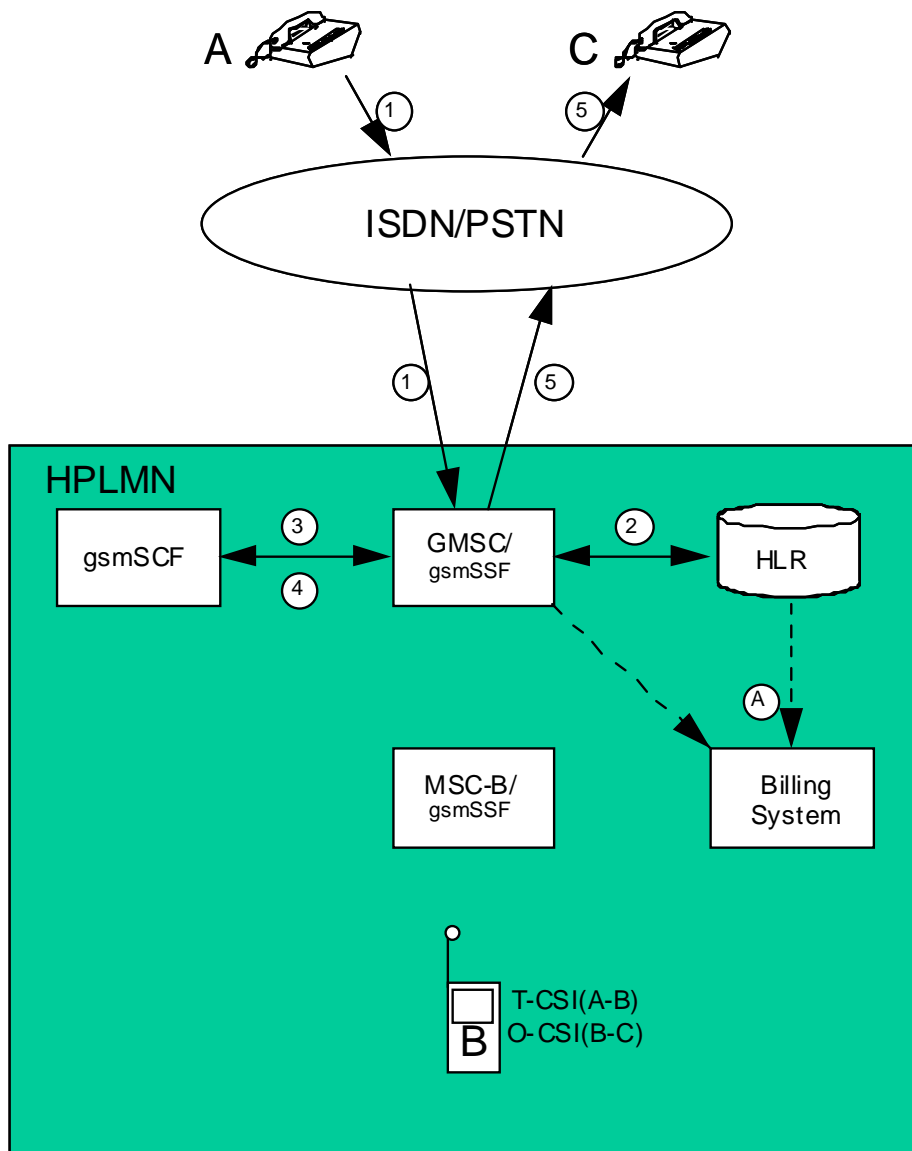 A
C
1
5
ISDN/PSTN
1
5
HPLMN
gsmSCF
3
4
GMSC/
gsmSSF
2
HLR
A
MSC-B/
gsmSSF
Billing
System
T-CSI(A-B)
O-CSI(B-C)
B